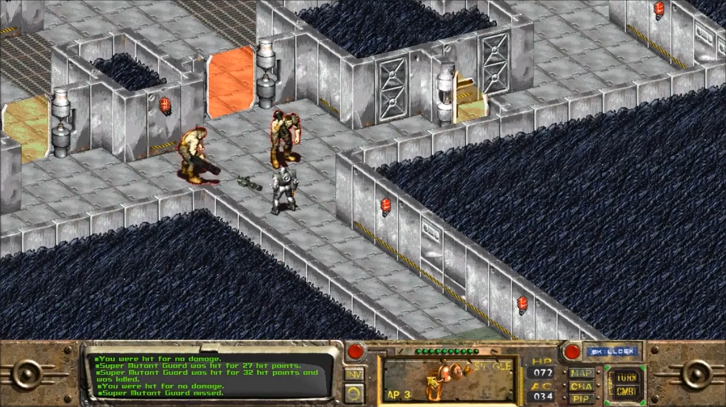 You were hit for no damage.
Super Mutant Guard was hit for 27 hit points.
Super Mutant Guard was hit for 32 hit points and
was killed.
You were hit for no damage.
Super Mutant Guard missed.
INV
AP 3
SINGLE
HP
072
AC
034
SKILLDEX
MAP
CHA
PIP
TURN
CMBT